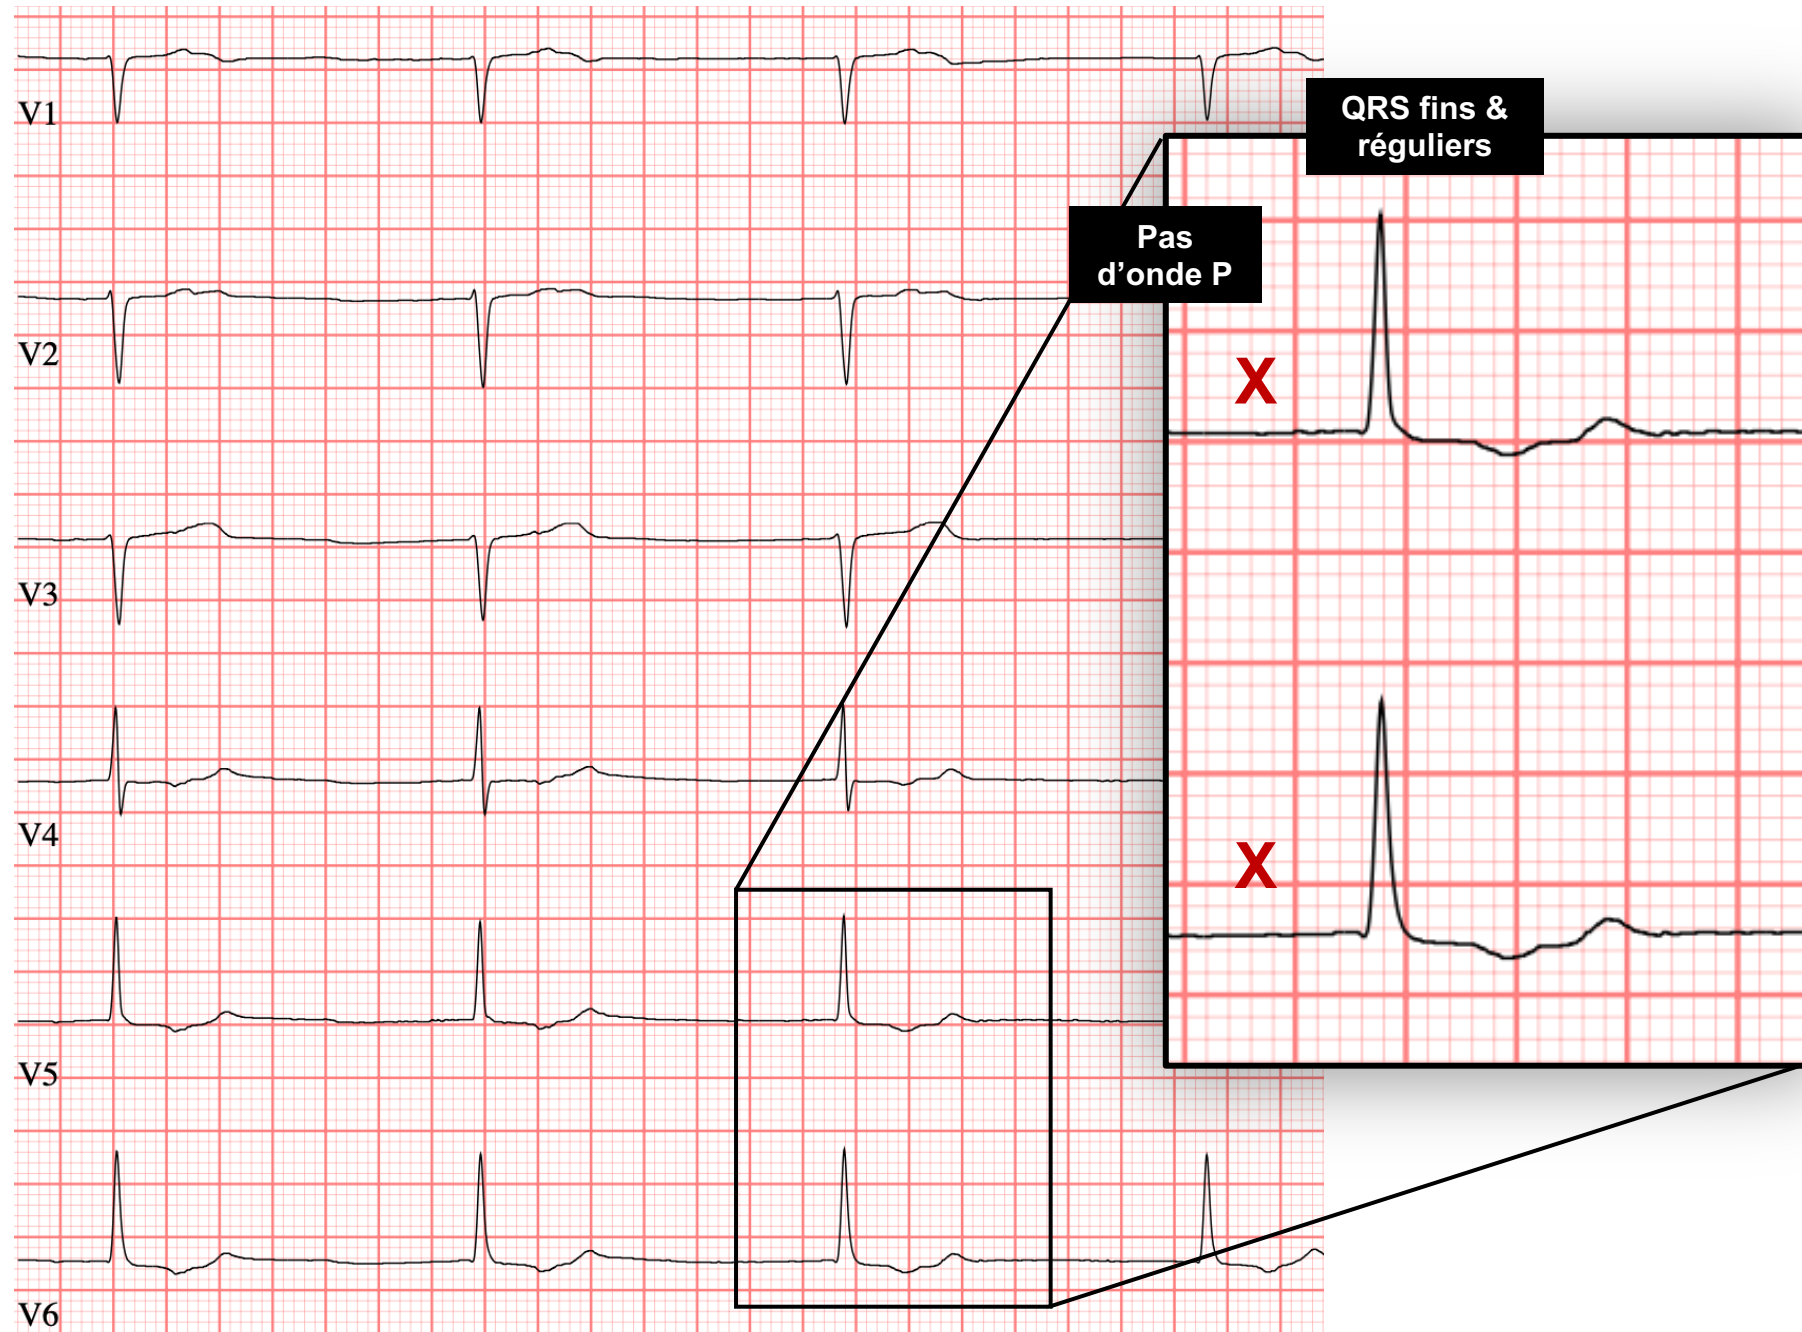 V1
QRS fins &
réguliers
Pas
d’onde P
V2
X
V3
V4
X
V5
V6